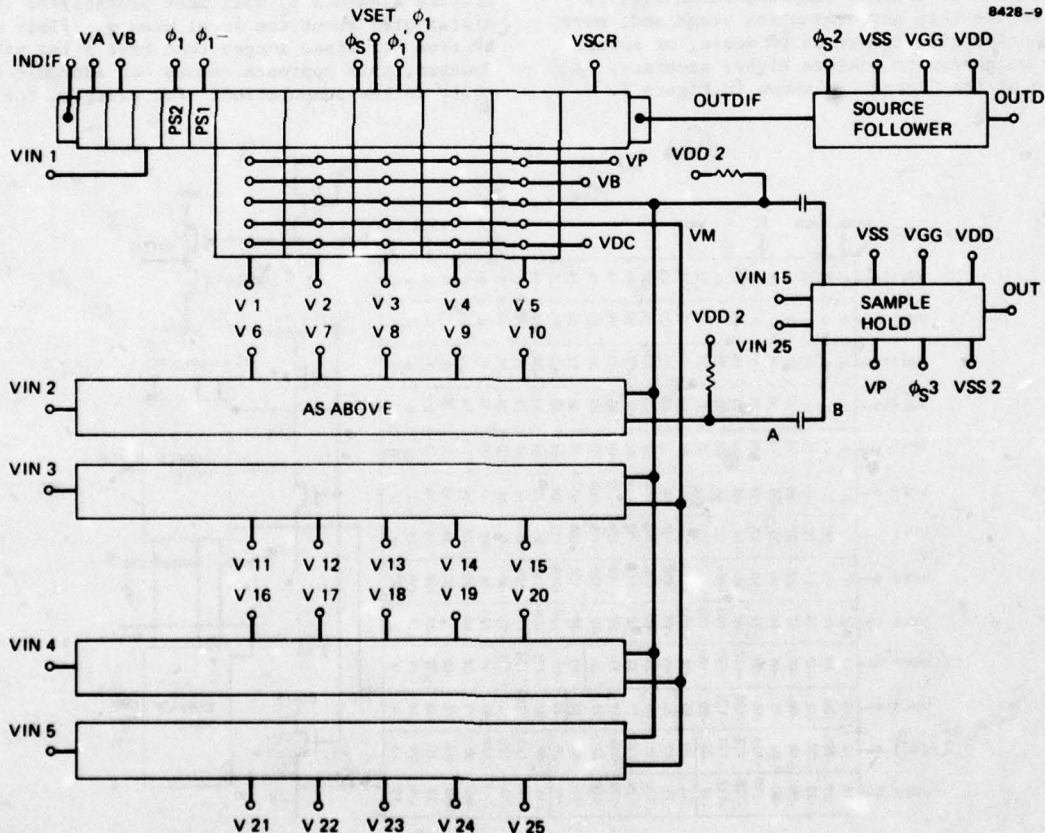 8428-9
VSET φ1
INDIF VA VB φ1' φ1 φS φ1' VSCR φS2 VSS VGG VDD
PS2 PS1 OUTDIF SOURCE FOLLOWER OUTD
VIN 1
VP VDD 2
VB
VM
VDC
VSS VGG VDD
V 1 V 2 V 3 V 4 V 5
VIN 15
SAMPLE HOLD OUT
VDD 2 VIN 25
V 6 V 7 V 8 V 9 V 10
VP φS3 VSS 2
VIN 2 AS ABOVE
A B
VIN 3
V 11 V 12 V 13 V 14 V 15
V 16 V 17 V 18 V 19 V 20
VIN 4
VIN 5
V 21 V 22 V 23 V 24 V 25